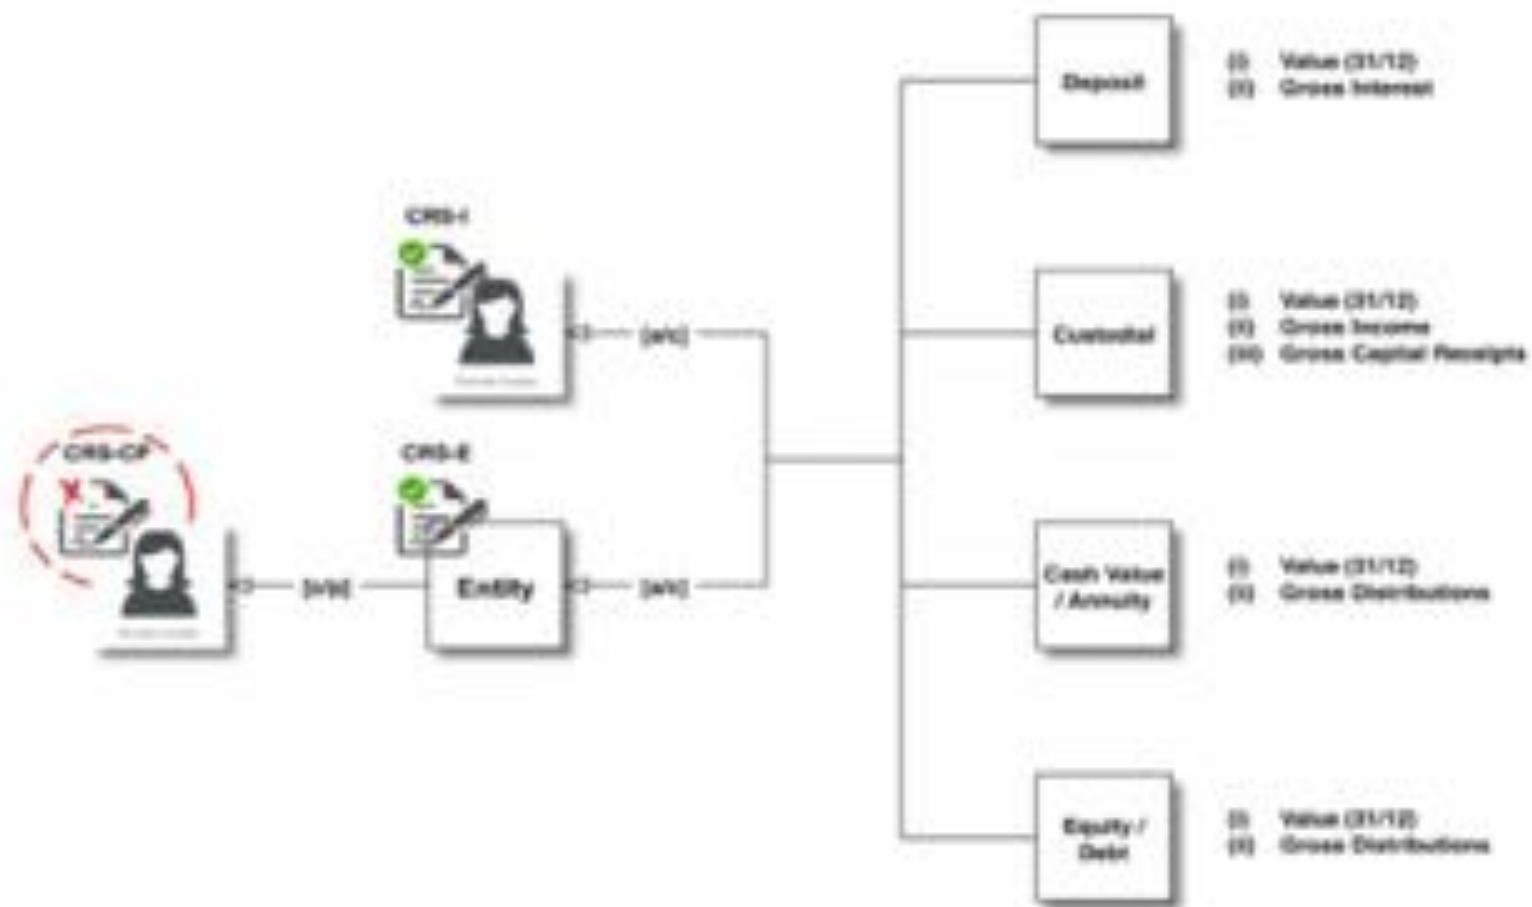 Deposit
(i) Value (31/12)
(ii) Gross Interest
CRS-I
[a/c]
Custodial
(i) Value (31/12)
(ii) Gross Income
(iii) Gross Capital Receipts
CRS-CP
CRS-E
[c/p]
Entity
[a/c]
Cash Value
/ Annuity
(i) Value (31/12)
(ii) Gross Distributions
Equity /
Debt
(i) Value (31/12)
(ii) Gross Distributions